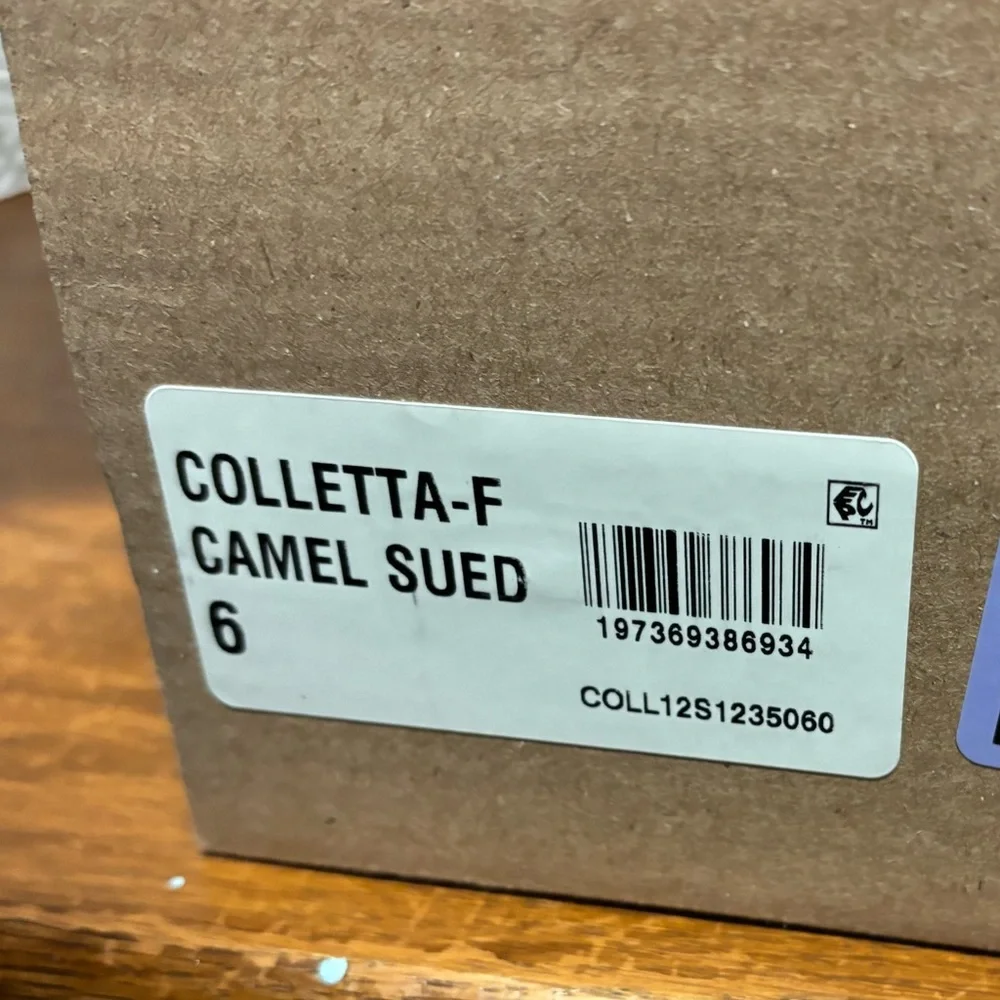 COLLETTA-F
CAMEL SUED
6
197369386934
COLL12S1235060